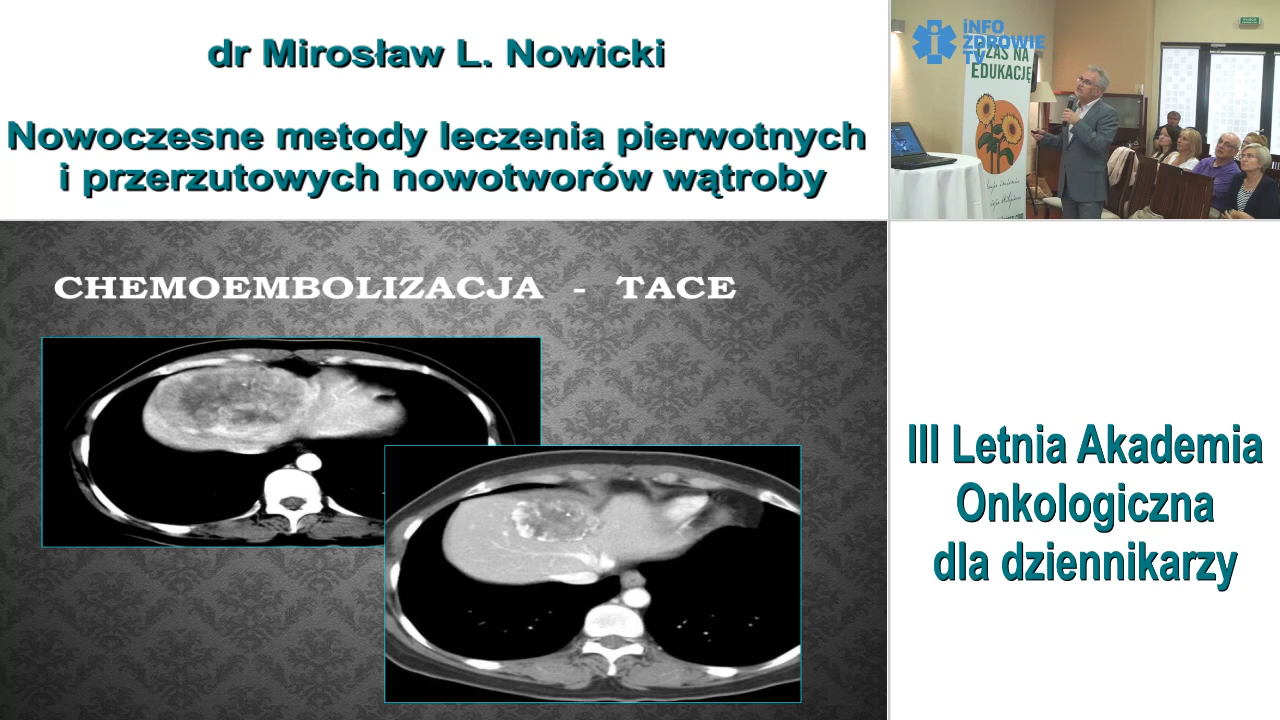 dr Mirosław L. Nowicki
Nowoczesne metody leczenia pierwotnych
i przerzutowych nowotworów wątroby
iNFO
ZDROWIE
TV
CZAS NA
EDUKACJĘ
CHEMOEMBOLIZACJA - TACE
III Letnia Akademia
Onkologiczna
dla dziennikarzy